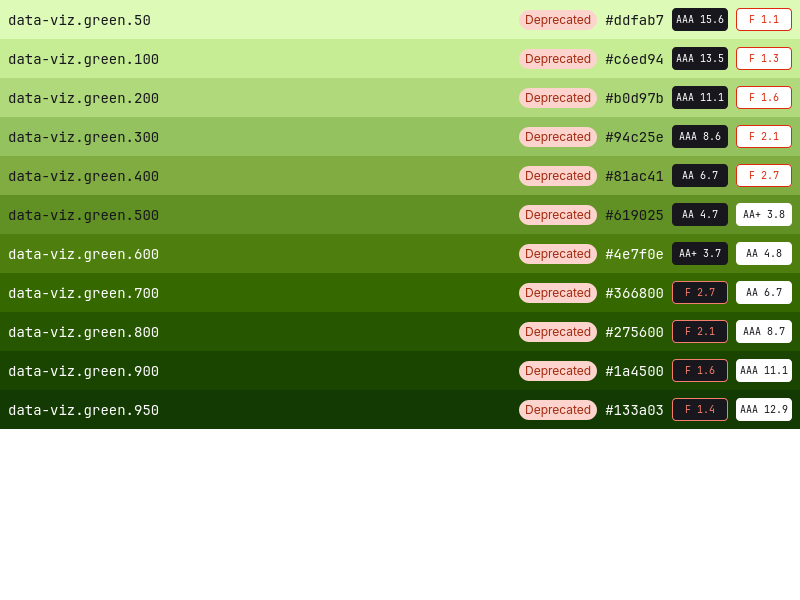 data-viz.green.50 Deprecated #ddfab7 AAA 15.6 F 1.1
data-viz.green.100 Deprecated #c6ed94 AAA 13.5 F 1.3
data-viz.green.200 Deprecated #b0d97b AAA 11.1 F 1.6
data-viz.green.300 Deprecated #94c25e AAA 8.6 F 2.1
data-viz.green.400 Deprecated #81ac41 AA 6.7 F 2.7
data-viz.green.500 Deprecated #619025 AA 4.7 AA+ 3.8
data-viz.green.600 Deprecated #4e7f0e AA+ 3.7 AA 4.8
data-viz.green.700 Deprecated #366800 F 2.7 AA 6.7
data-viz.green.800 Deprecated #275600 F 2.1 AAA 8.7
data-viz.green.900 Deprecated #1a4500 F 1.6 AAA 11.1
data-viz.green.950 Deprecated #133a03 F 1.4 AAA 12.9